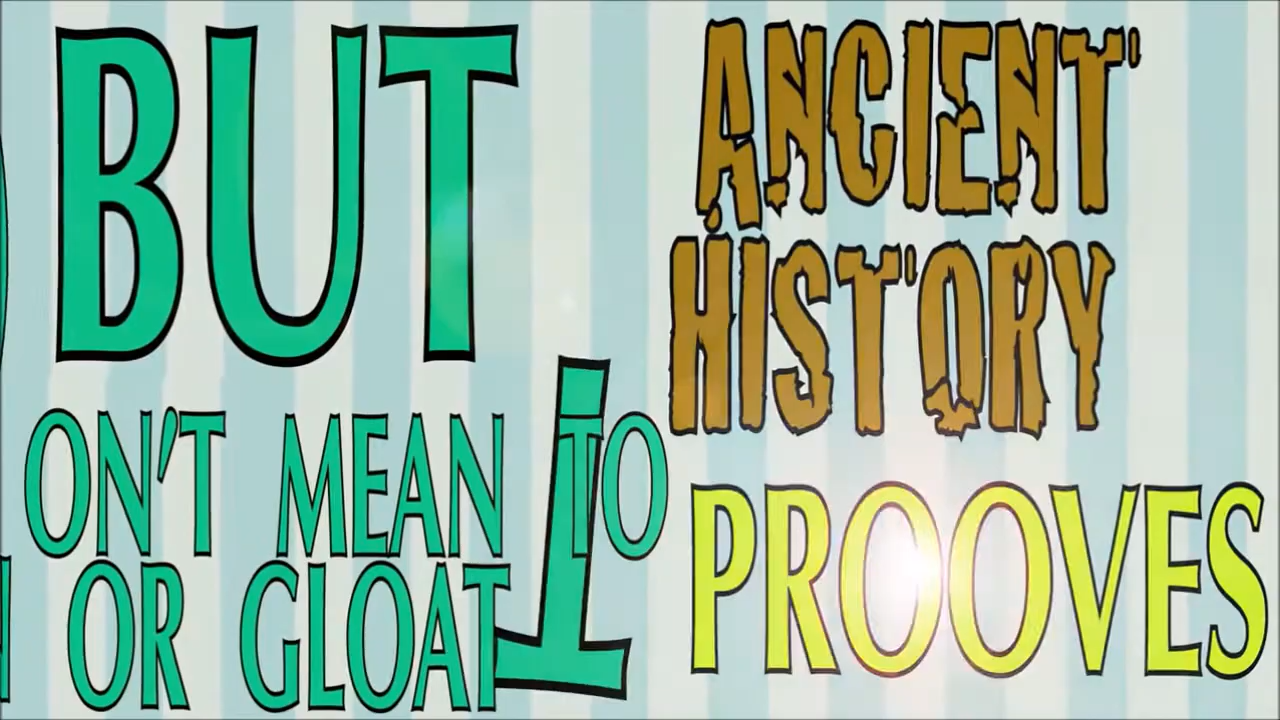 BUT
ON'T MEAN TO
OR GLOAT
I
ANCIENT
HISTORY
PROOVES